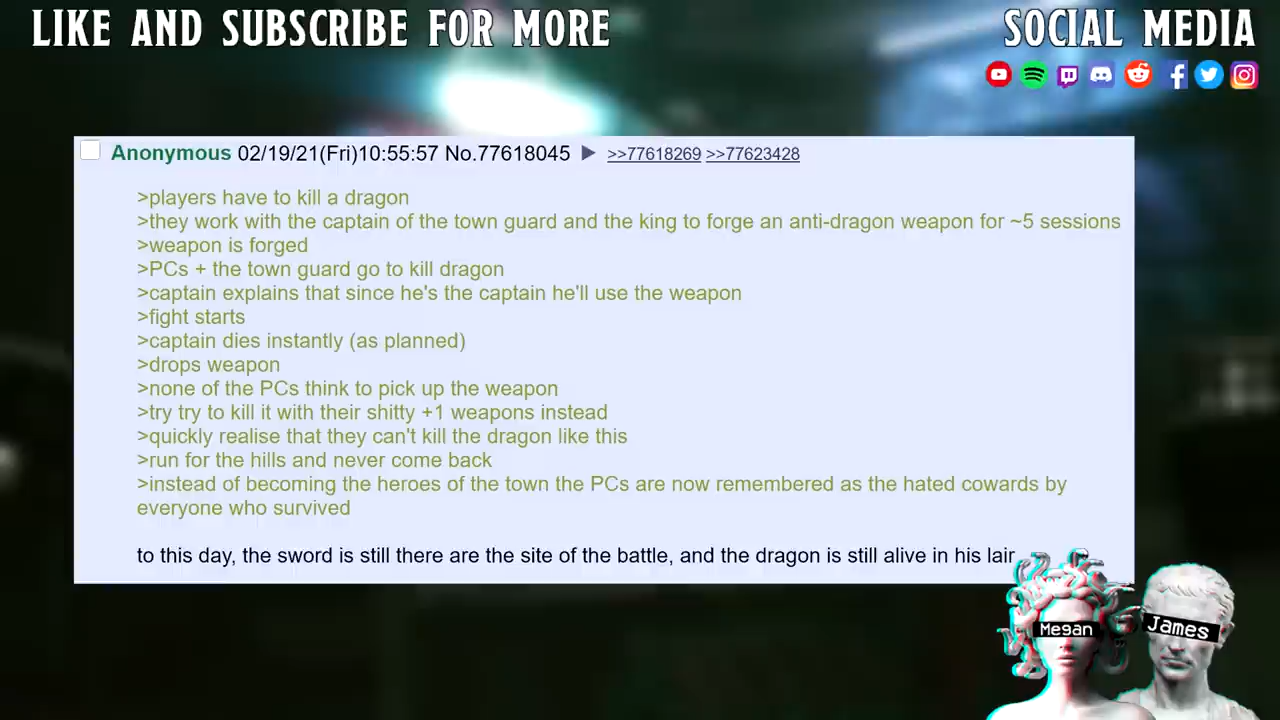 LIKE AND SUBSCRIBE FOR MORE
SOCIAL MEDIA
Anonymous 02/19/21(Fri)10:55:57 No.77618045 ▶ >>77618269 >>77623428
>players have to kill a dragon
>they work with the captain of the town guard and the king to forge an anti-dragon weapon for ~5 sessions
>weapon is forged
>PCs + the town guard go to kill dragon
>captain explains that since he's the captain he'll use the weapon
>fight starts
>captain dies instantly (as planned)
>drops weapon
>none of the PCs think to pick up the weapon
>try try to kill it with their shitty +1 weapons instead
>quickly realise that they can't kill the dragon like this
>run for the hills and never come back
>instead of becoming the heroes of the town the PCs are now remembered as the hated cowards by
everyone who survived
to this day, the sword is still there are the site of the battle, and the dragon is still alive in his lair
Megan
James